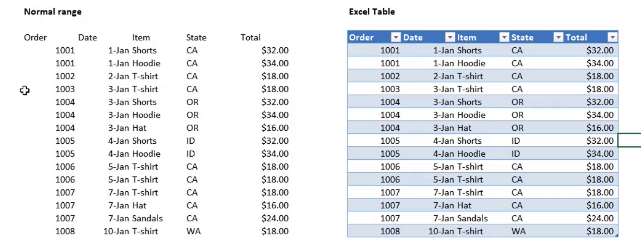 Normal range Excel Table
Order Date Item State Total Order Date Item State Total
1001 1-Jan Shorts CA $32.00 1001 1-Jan Shorts CA $32.00
1001 1-Jan Hoodie CA $34.00 1001 1-Jan Hoodie CA $34.00
1002 2-Jan T-shirt CA $18.00 1002 2-Jan T-shirt CA $18.00
1003 3-Jan T-shirt CA $18.00 1003 3-Jan T-shirt CA $18.00
1004 3-Jan Shorts OR $32.00 1004 3-Jan Shorts OR $32.00
1004 3-Jan Hoodie OR $34.00 1004 3-Jan Hoodie OR $34.00
1004 3-Jan Hat OR $16.00 1004 3-Jan Hat OR $16.00
1005 4-Jan Shorts ID $32.00 1005 4-Jan Shorts ID $32.00
1005 4-Jan Hoodie ID $34.00 1005 4-Jan Hoodie ID $34.00
1006 5-Jan T-shirt CA $18.00 1006 5-Jan T-shirt CA $18.00
1006 5-Jan T-shirt CA $18.00 1006 5-Jan T-shirt CA $18.00
1007 7-Jan T-shirt CA $18.00 1007 7-Jan T-shirt CA $18.00
1007 7-Jan Hat CA $16.00 1007 7-Jan Hat CA $16.00
1007 7-Jan Sandals CA $24.00 1007 7-Jan Sandals CA $24.00
1008 10-Jan T-shirt WA $18.00 1008 10-Jan T-shirt WA $18.00